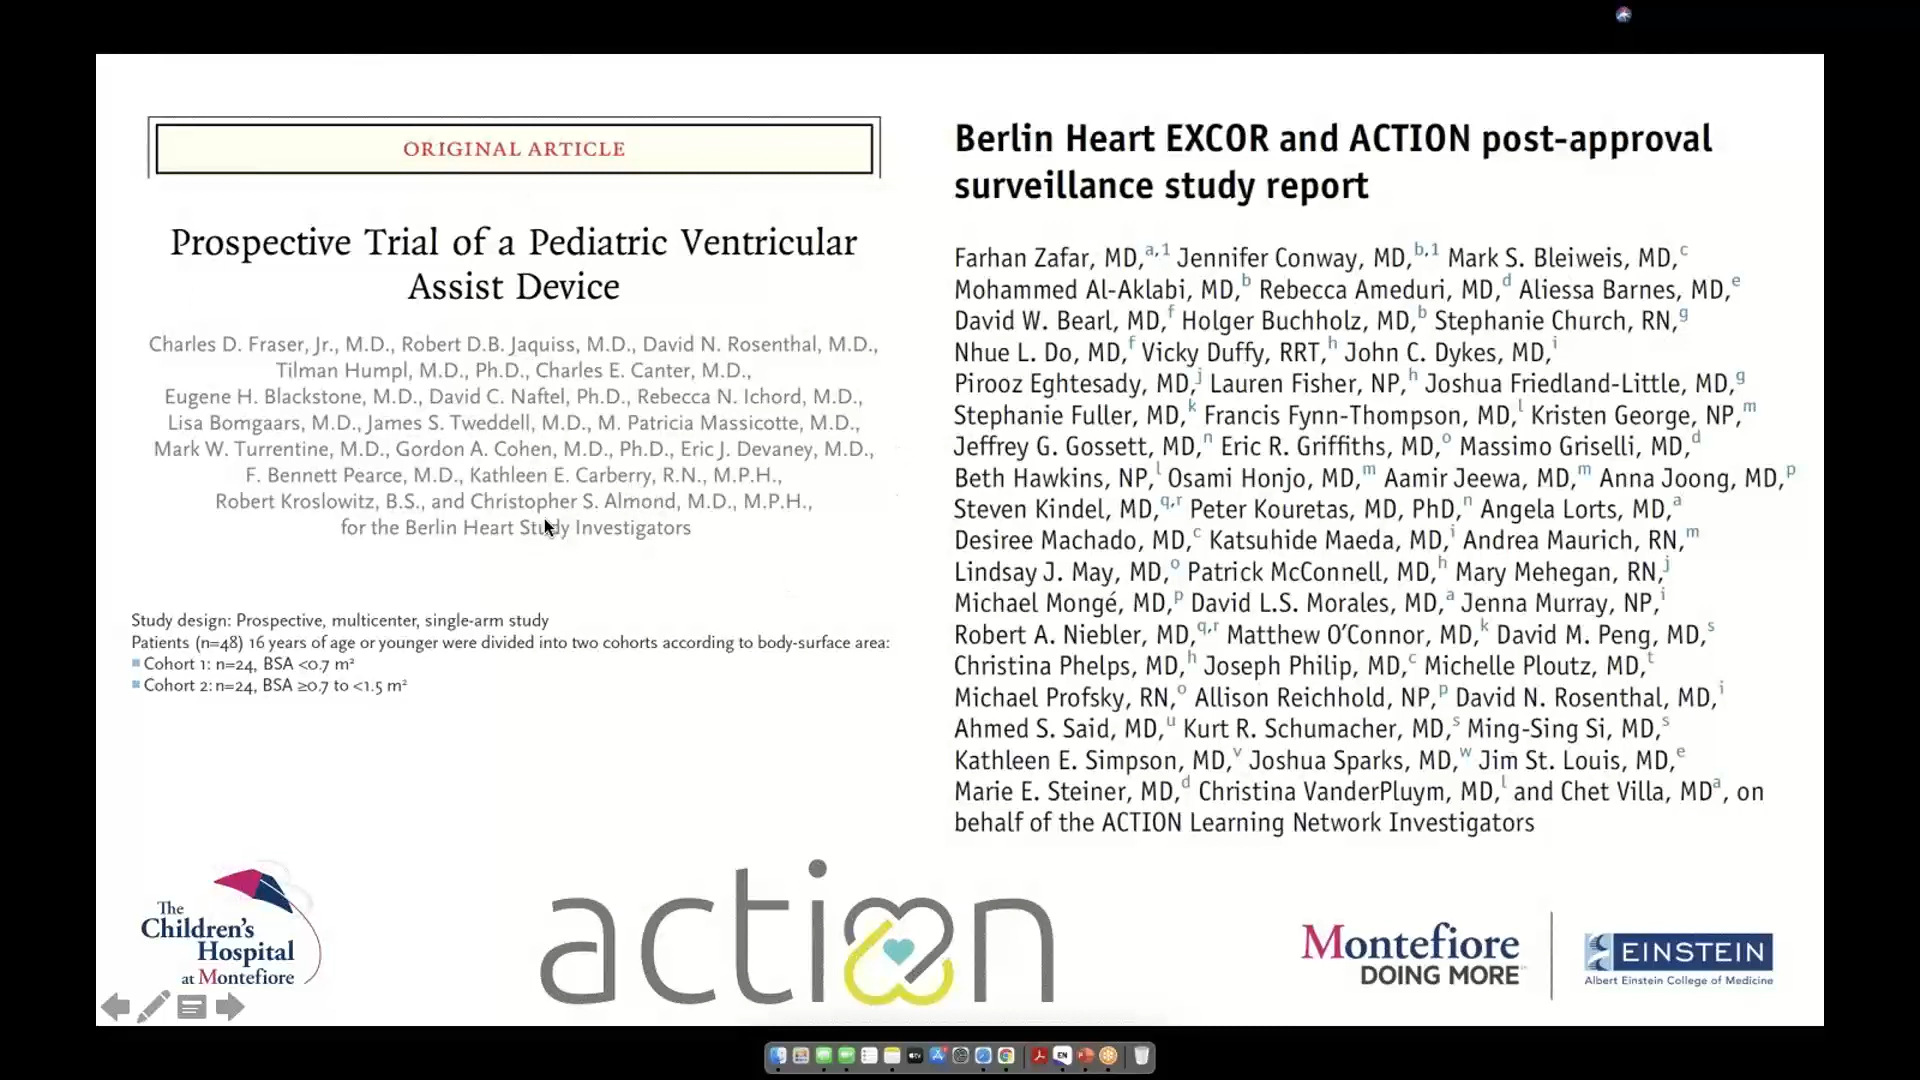 ORIGINAL ARTICLE
Prospective Trial of a Pediatric Ventricular
Assist Device
Charles D. Fraser, Jr., M.D., Robert D.B. Jaquiss, M.D., David N. Rosenthal, M.D.,
Tilman Humpl, M.D., Ph.D., Charles E. Canter, M.D.,
Eugene H. Blackstone, M.D., David C. Naftel, Ph.D., Rebecca N. Ichord, M.D.,
Lisa Bomgaars, M.D., James S. Tweddell, M.D., M. Patricia Massicotte, M.D.,
Mark W. Turrentine, M.D., Gordon A. Cohen, M.D., Ph.D., Eric J. Devaney, M.D.,
F. Bennett Pearce, M.D., Kathleen E. Carberry, R.N., M.P.H.,
Robert Kroslowitz, B.S., and Christopher S. Almond, M.D., M.P.H.,
for the Berlin Heart Study Investigators
Study design: Prospective, multicenter, single-arm study
Patients (n=48) 16 years of age or younger were divided into two cohorts according to body-surface area:
Cohort 1: n=24, BSA <0.7 m²
Cohort 2: n=24, BSA ≥0.7 to <1.5 m²
Berlin Heart EXCOR and ACTION post-approval
surveillance study report
Farhan Zafar, MD,a,1 Jennifer Conway, MD,b,1 Mark S. Bleiweis, MD,c
Mohammed Al-Aklabi, MD,b Rebecca Ameduri, MD,d Aliessa Barnes, MD,e
David W. Bearl, MD,f Holger Buchholz, MD,b Stephanie Church, RN,g
Nhue L. Do, MD,f Vicky Duffy, RRT,h John C. Dykes, MD,i
Pirooz Eghtesady, MD,j Lauren Fisher, NP,h Joshua Friedland-Little, MD,g
Stephanie Fuller, MD,k Francis Fynn-Thompson, MD,l Kristen George, NP,m
Jeffrey G. Gossett, MD,n Eric R. Griffiths, MD,o Massimo Griselli, MD,d
Beth Hawkins, NP,l Osami Honjo, MD,m Aamir Jeewa, MD,m Anna Joong, MD,p
Steven Kindel, MD,q,r Peter Kouretas, MD, PhD,n Angela Lorts, MD,a
Desiree Machado, MD,c Katsuhide Maeda, MD,i Andrea Maurich, RN,m
Lindsay J. May, MD,o Patrick McConnell, MD,h Mary Mehegan, RN,j
Michael Mongé, MD,p David L.S. Morales, MD,a Jenna Murray, NP,i
Robert A. Niebler, MD,q,r Matthew O'Connor, MD,k David M. Peng, MD,s
Christina Phelps, MD,h Joseph Philip, MD,c Michelle Ploutz, MD,t
Michael Profsky, RN,o Allison Reichhold, NP,p David N. Rosenthal, MD,i
Ahmed S. Said, MD,u Kurt R. Schumacher, MD,s Ming-Sing Si, MD,s
Kathleen E. Simpson, MD,v Joshua Sparks, MD,w Jim St. Louis, MD,e
Marie E. Steiner, MD,d Christina VanderPluym, MD,l and Chet Villa, MDa, on
behalf of the ACTION Learning Network Investigators
The
Children's
Hospital
at Montefiore
action
Montefiore
DOING MORE
EINSTEIN
Albert Einstein College of Medicine
tv
EN